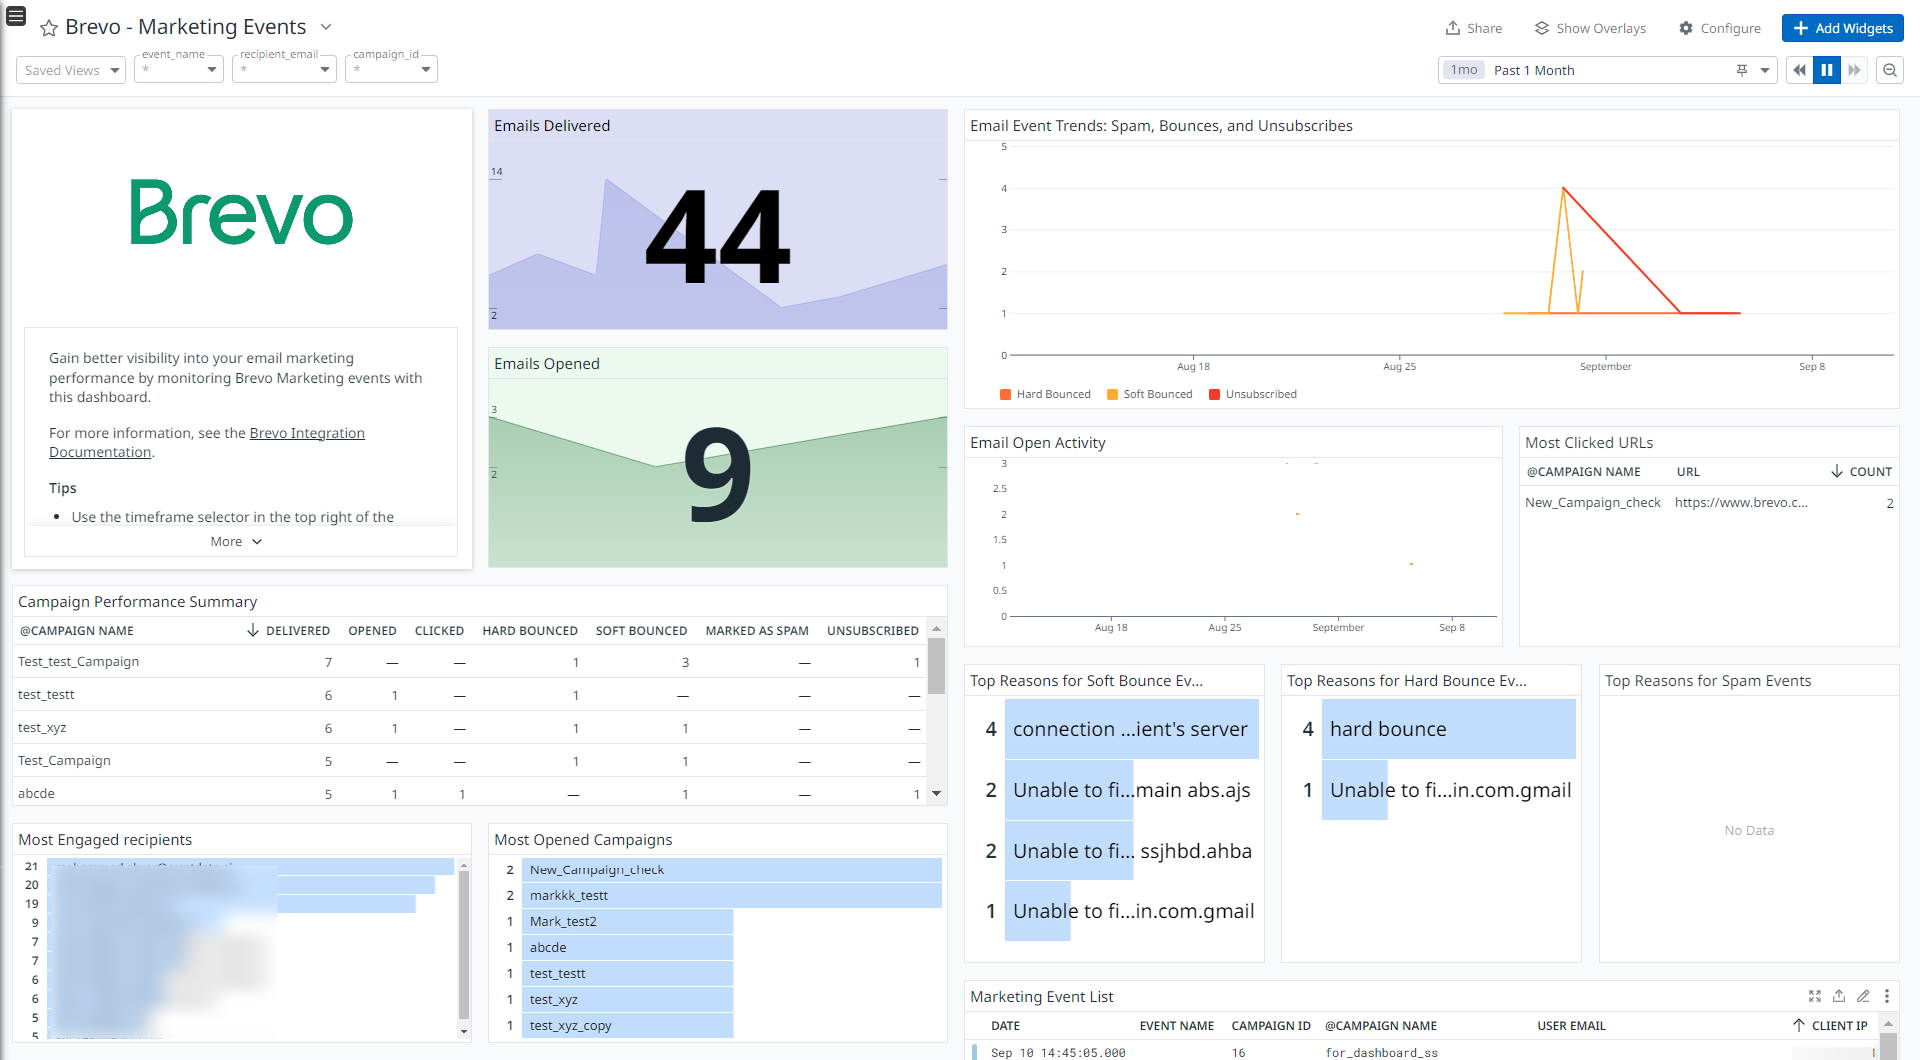 Brevo - Marketing Events
Share
Show Overlays
Configure
Add Widgets
Saved Views
event_name
*
recipient_email
*
campaign_id
*
1mo Past 1 Month
Brevo
Gain better visibility into your email marketing
performance by monitoring Brevo Marketing events with
this dashboard.
For more information, see the Brevo Integration
Documentation.
Tips
• Use the timeframe selector in the top right of the
More
Emails Delivered
14
44
2
Emails Opened
3
9
2
Email Event Trends: Spam, Bounces, and Unsubscribes
5
4
3
2
1
0
Aug 18 Aug 25 September Sep 8
Hard Bounced Soft Bounced Unsubscribed
Email Open Activity
3
2.5
2
1.5
1
0.5
0
Aug 18 Aug 25 September Sep 8
Most Clicked URLs
@CAMPAIGN NAME URL COUNT
New_Campaign_check https://www.brevo.c... 2
Campaign Performance Summary
@CAMPAIGN NAME DELIVERED OPENED CLICKED HARD BOUNCED SOFT BOUNCED MARKED AS SPAM UNSUBSCRIBED
Test_test_Campaign 7 — — 1 3 — 1
test_testt 6 1 — 1 — — —
test_xyz 6 1 — 1 1 — —
Test_Campaign 5 — — 1 1 — —
abcde 5 1 1 — 1 — 1
Top Reasons for Soft Bounce Ev...
4 connection ...ient's server
2 Unable to fi...main abs.ajs
2 Unable to fi... ssjhbd.ahba
1 Unable to fi...in.com.gmail
Top Reasons for Hard Bounce Ev...
4 hard bounce
1 Unable to fi...in.com.gmail
Top Reasons for Spam Events
No Data
Most Engaged recipients
21
20
19
9
7
7
6
6
5
5
Most Opened Campaigns
2 New_Campaign_check
2 markkk_testt
1 Mark_test2
1 abcde
1 test_testt
1 test_xyz
1 test_xyz_copy
Marketing Event List
DATE EVENT NAME CAMPAIGN ID @CAMPAIGN NAME USER EMAIL CLIENT IP
Sep 10 14:45:05.000 16 for_dashboard_ss